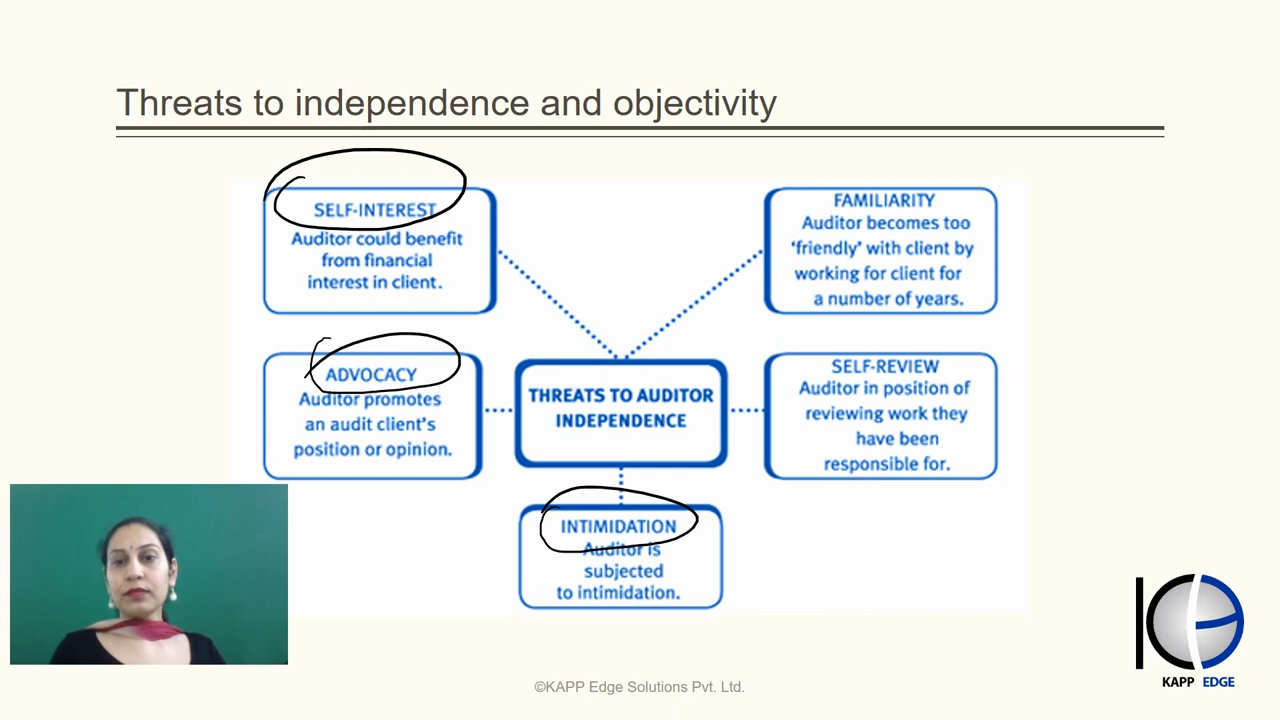 Threats to independence and objectivity
SELF-INTEREST
Auditor could benefit
from financial
interest in client.
FAMILIARITY
Auditor becomes too
‘friendly’ with client by
working for client for
a number of years.
ADVOCACY
Auditor promotes
an audit client’s
position or opinion.
THREATS TO AUDITOR
INDEPENDENCE
SELF-REVIEW
Auditor in position of
reviewing work they
have been
responsible for.
INTIMIDATION
Auditor is
subjected
to intimidation.
KAPP EDGE
©KAPP Edge Solutions Pvt. Ltd.